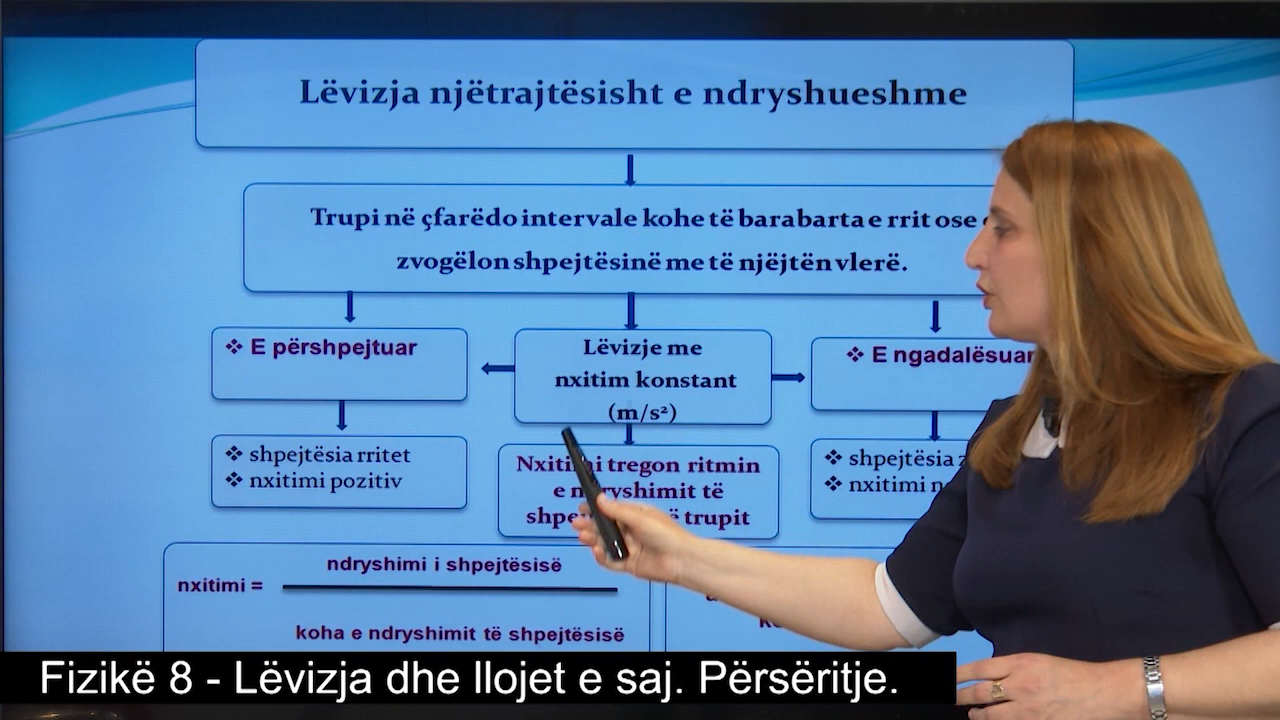 Lëvizja njëtrajtësisht e ndryshueshme
Trupi në çfarëdo intervale kohe të barabarta e rrit ose
zvogëlon shpejtësinë me të njëjtën vlerë.
❖ E përshpejtuar
Lëvizje me
nxitim konstant
(m/s²)
❖ E ngadalësuar
❖ shpejtësia rritet
❖ nxitimi pozitiv
Nxitimi tregon ritmin
e ndryshimit të
trupit
❖ shpejtësia
❖ nxitimi
nxitimi =
ndryshimi i shpejtësisë
koha e ndryshimit të shpejtësisë
Fizikë 8 - Lëvizja dhe llojet e saj. Përsëritje.